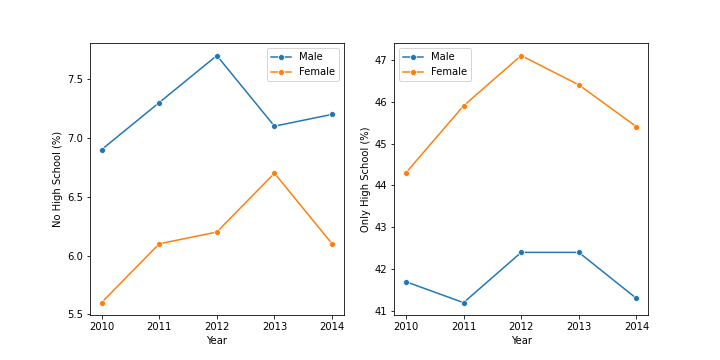 No High School (%)
7.5
7.0
6.5
6.0
5.5
2010 2011 2012 2013 2014
Year
Male
Female
Only High School (%)
47
46
45
44
43
42
41
2010 2011 2012 2013 2014
Year
Male
Female